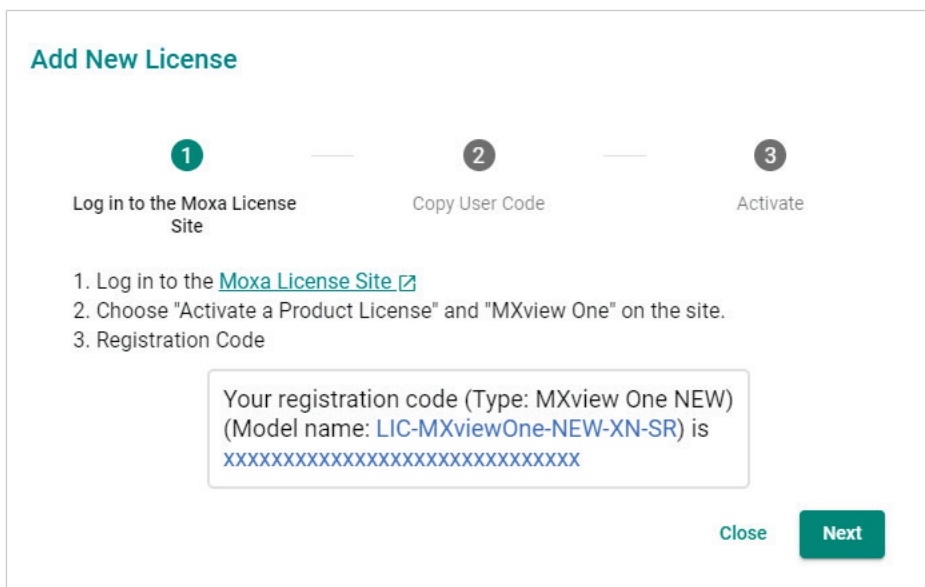 Add New License
1
2
3
Log in to the Moxa License
Site
Copy User Code
Activate
1. Log in to the Moxa License Site
2. Choose "Activate a Product License" and "MXview One" on the site.
3. Registration Code
Your registration code (Type: MXview One NEW)
(Model name: LIC-MXviewOne-NEW-XN-SR) is
xxxxxxxxxxxxxxxxxxxxxxxxxxxxxx
Close
Next